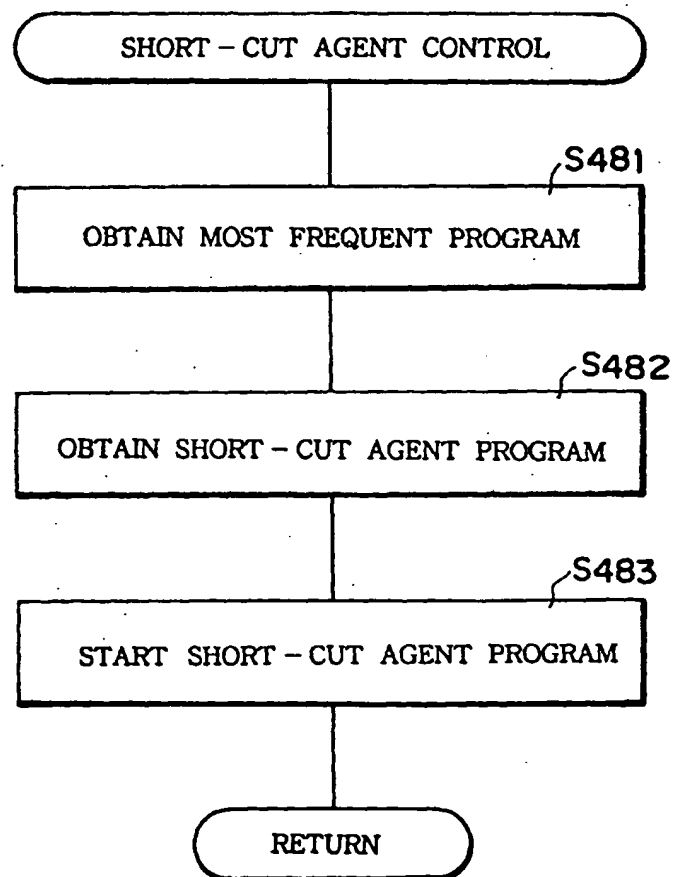 SHORT-CUT AGENT CONTROL
S481
OBTAIN MOST FREQUENT PROGRAM
S482
OBTAIN SHORT-CUT AGENT PROGRAM
S483
START SHORT-CUT AGENT PROGRAM
RETURN